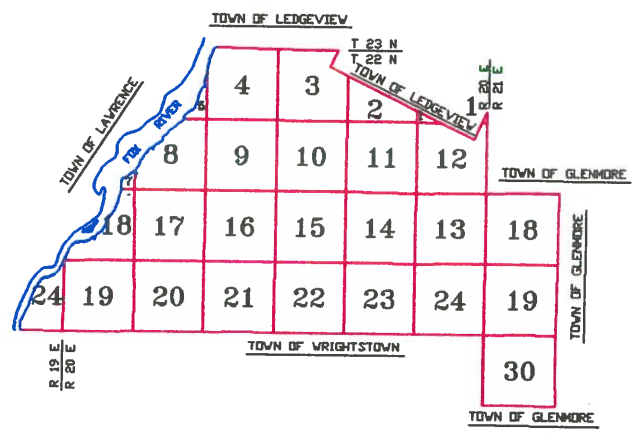 TOWN OF LEDGEVIEW
T 23 N
T 22 N
TOWN OF LEDGEVIEW
R 20 E
R 21 E
TOWN OF LAWRENCE
FOX RIVER
4 3 2 1
8 9 10 11 12
TOWN OF GLENMORE
18 17 16 15 14 13 18
TOWN OF GLENMORE
24 19 20 21 22 23 24 19
R 19 E
R 20 E
TOWN OF WRIGHTSTOWN
30
TOWN OF GLENMORE